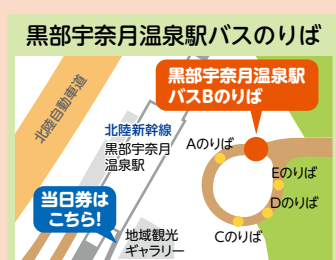 黒部宇奈月温泉駅バスのりば
黒部宇奈月温泉駅
バスBのりば
北陸自動車道
北陸新幹線
黒部宇奈月
温泉駅
Aのりば
Eのりば
当日券は
こちら!
Dのりば
Cのりば
地域観光
ギャラリー